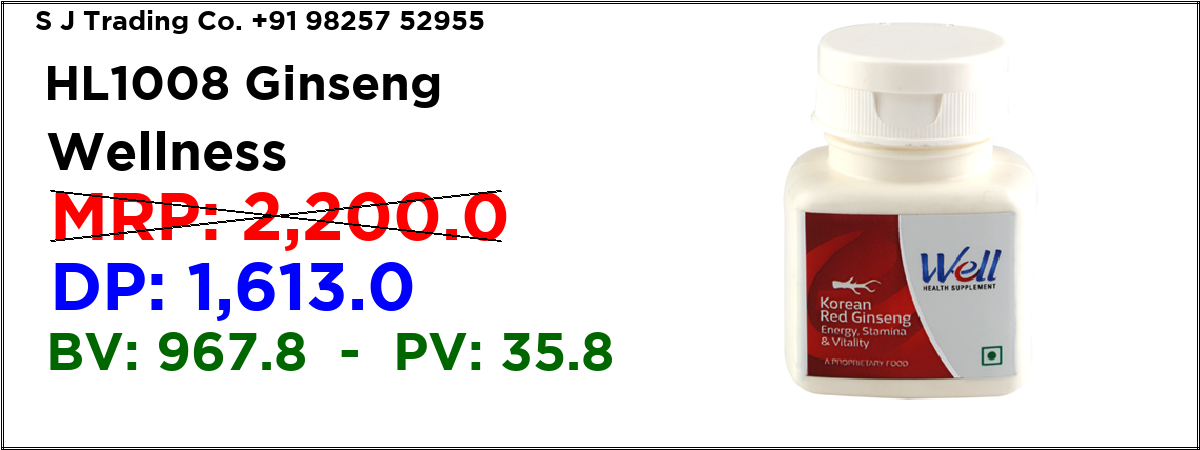 S J Trading Co. +91 98257 52955
HL1008 Ginseng
Wellness
MRP: 2,200.0
DP: 1,613.0
BV: 967.8 - PV: 35.8
Well
HEALTH SUPPLEMENT
Korean
Red Ginseng
Energy, Stamina
& Vitality
A PROPRIETARY FOOD